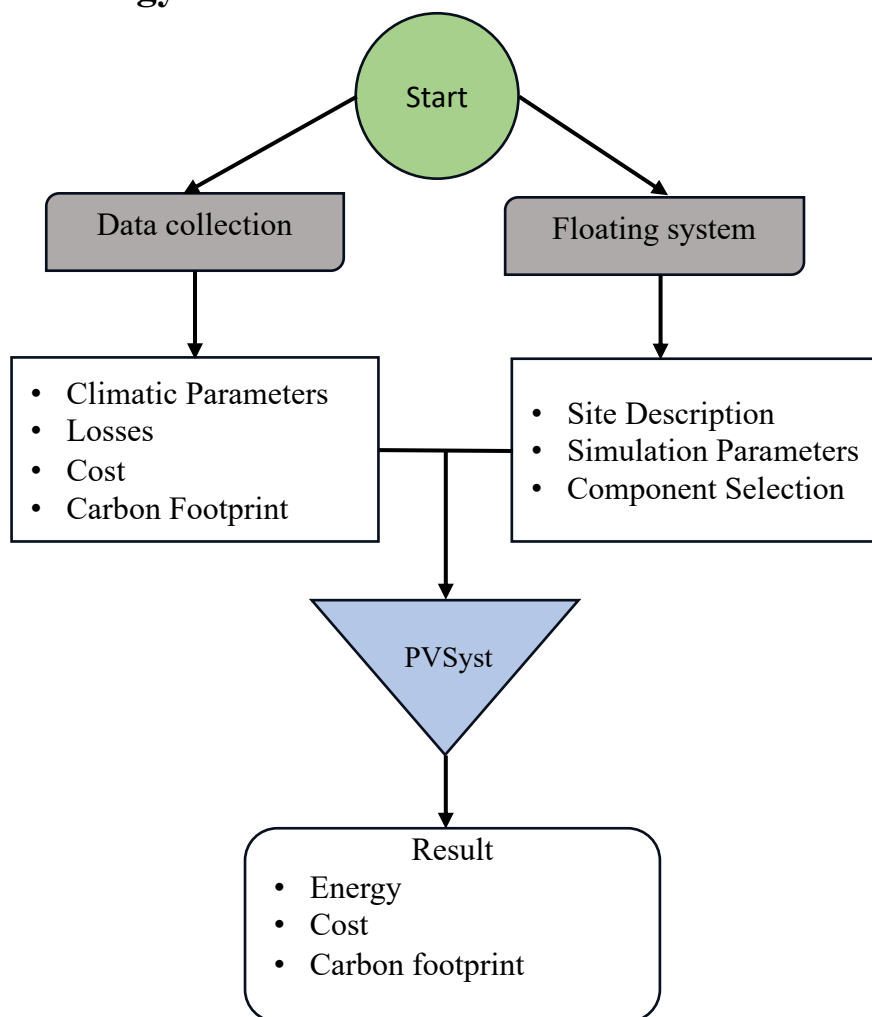 gy
Start
Data collection
Floating system
• Climatic Parameters
• Losses
• Cost
• Carbon Footprint
• Site Description
• Simulation Parameters
• Component Selection
PVSyst
Result
• Energy
• Cost
• Carbon footprint